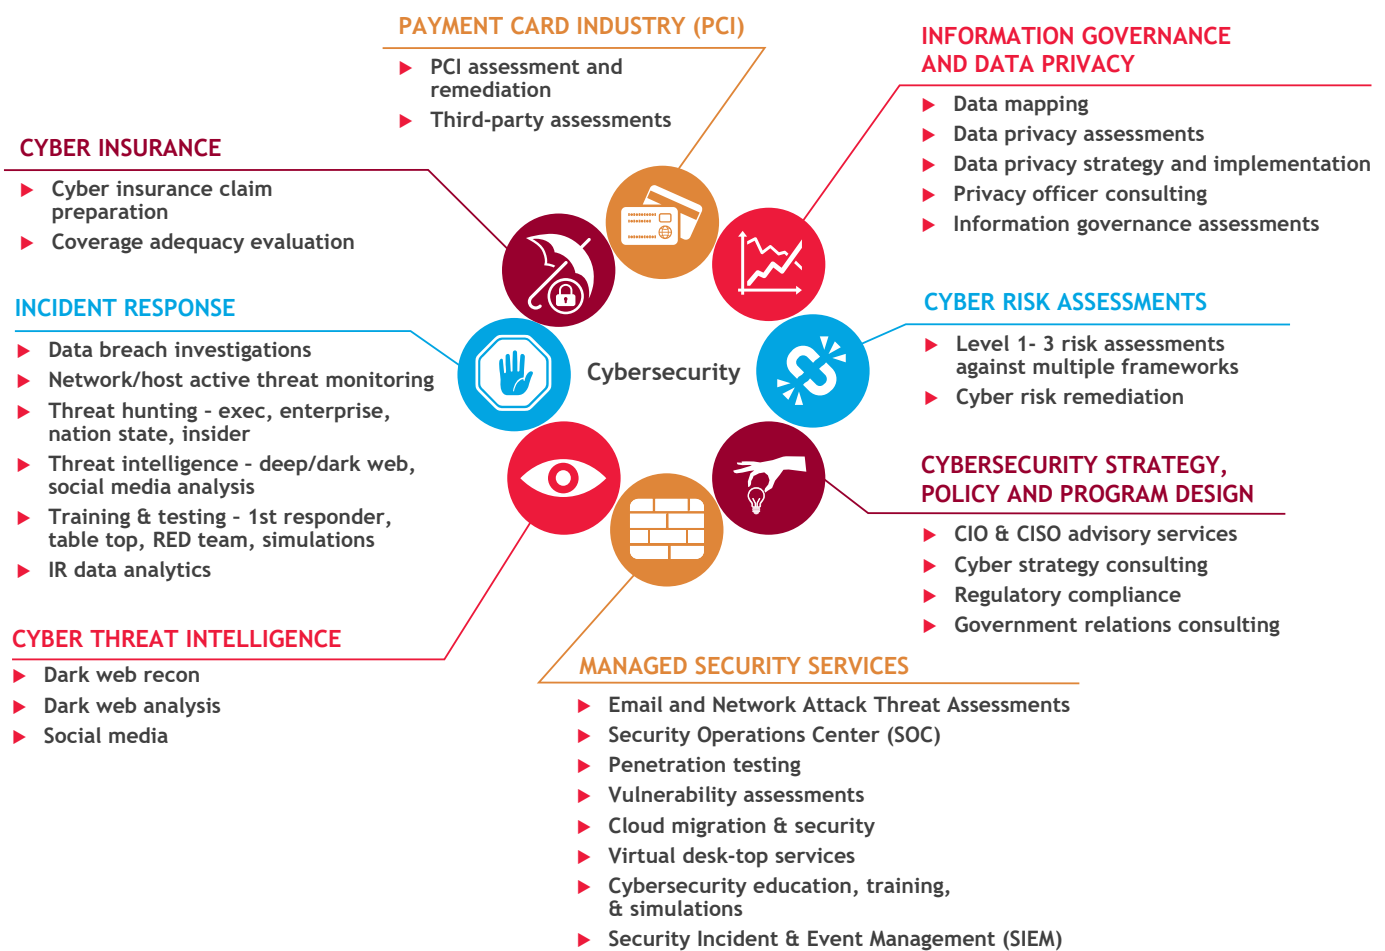 PAYMENT CARD INDUSTRY (PCI)
PCI assessment and
remediation
Third-party assessments
INFORMATION GOVERNANCE
AND DATA PRIVACY
Data mapping
Data privacy assessments
Data privacy strategy and implementation
Privacy officer consulting
Information governance assessments
CYBER INSURANCE
Cyber insurance claim
preparation
Coverage adequacy evaluation
INCIDENT RESPONSE
Data breach investigations
Network/host active threat monitoring
Threat hunting – exec, enterprise,
nation state, insider
Threat intelligence – deep/dark web,
social media analysis
Training & testing – 1st responder,
table top, RED team, simulations
IR data analytics
Cybersecurity
CYBER RISK ASSESSMENTS
Level 1- 3 risk assessments
against multiple frameworks
Cyber risk remediation
CYBERSECURITY STRATEGY,
POLICY AND PROGRAM DESIGN
CIO & CISO advisory services
Cyber strategy consulting
Regulatory compliance
Government relations consulting
CYBER THREAT INTELLIGENCE
Dark web recon
Dark web analysis
Social media
MANAGED SECURITY SERVICES
Email and Network Attack Threat Assessments
Security Operations Center (SOC)
Penetration testing
Vulnerability assessments
Cloud migration & security
Virtual desk-top services
Cybersecurity education, training,
& simulations
Security Incident & Event Management (SIEM)